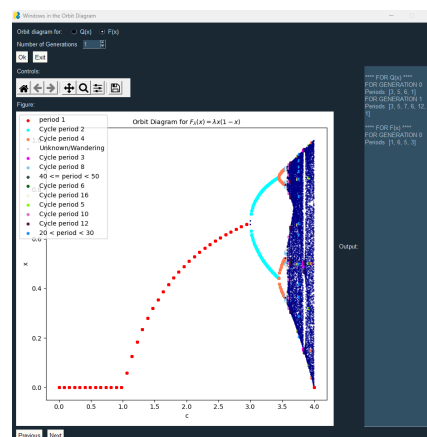 Windows in the Orbit Diagram
Orbit diagram for: Q(x) F(x)
Number of Generations 1
Ok Exit
Controls:
Figure:
Orbit Diagram for Fλ(x) = λx(1 − x)
period 1
Cycle period 2
Cycle period 4
Unknown/Wandering
Cycle period 3
Cycle period 8
40 <= period < 50
Cycle period 6
Cycle period 16
Cycle period 5
Cycle period 10
Cycle period 12
20 < period < 30
0.6
0.4
0.2
0.0
x
0.0 0.5 1.0 1.5 2.0 2.5 3.0 3.5 4.0
c
Output:
**** FOR Q(x) ****
FOR GENERATION 0
Periods [3, 5, 6, 1]
FOR GENERATION 1
Periods [3, 5, 7, 6, 12,
1]
**** FOR F(x) ****
FOR GENERATION 0
Periods [1, 6, 5, 3]
Previous Next